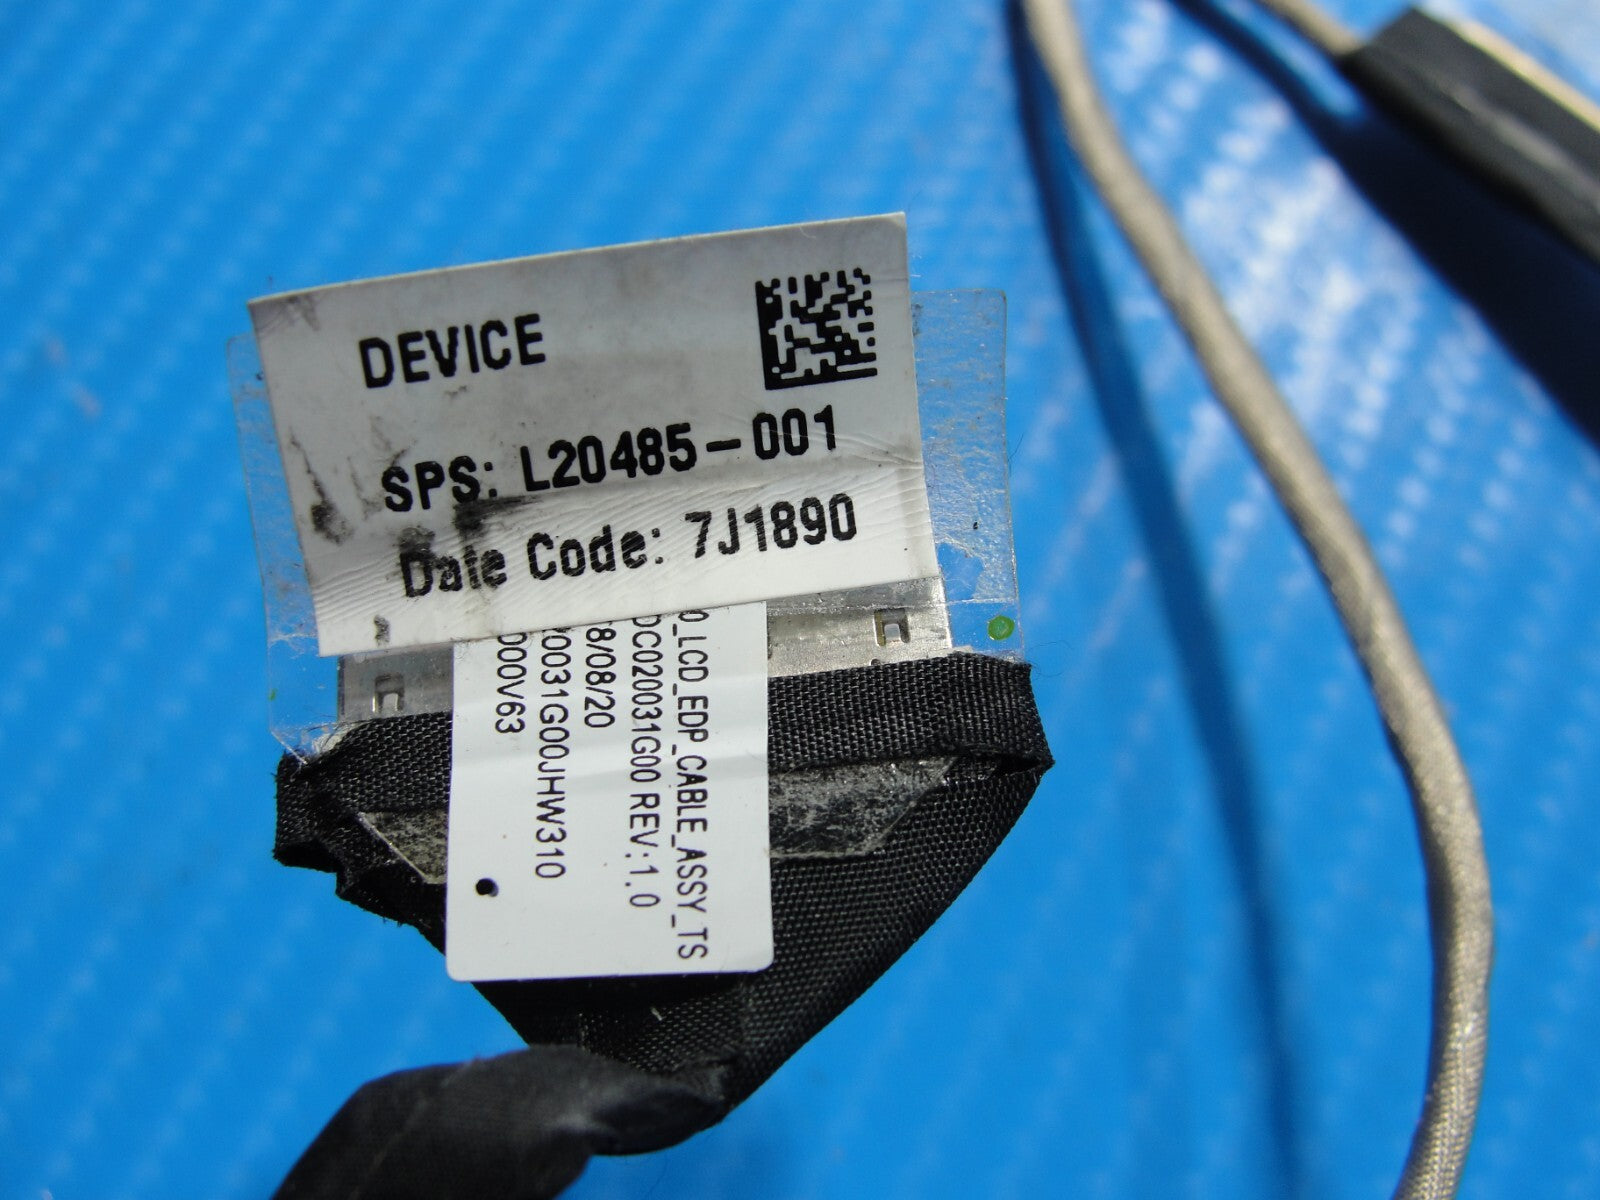 DEVICE
SPS: L20485-001
Date Code: 7J1890
_LCD_EDP_CABLE_ASSY_TS
DC020031G00 REV:1.0
8/08/20
0031G00JHW310
000V63